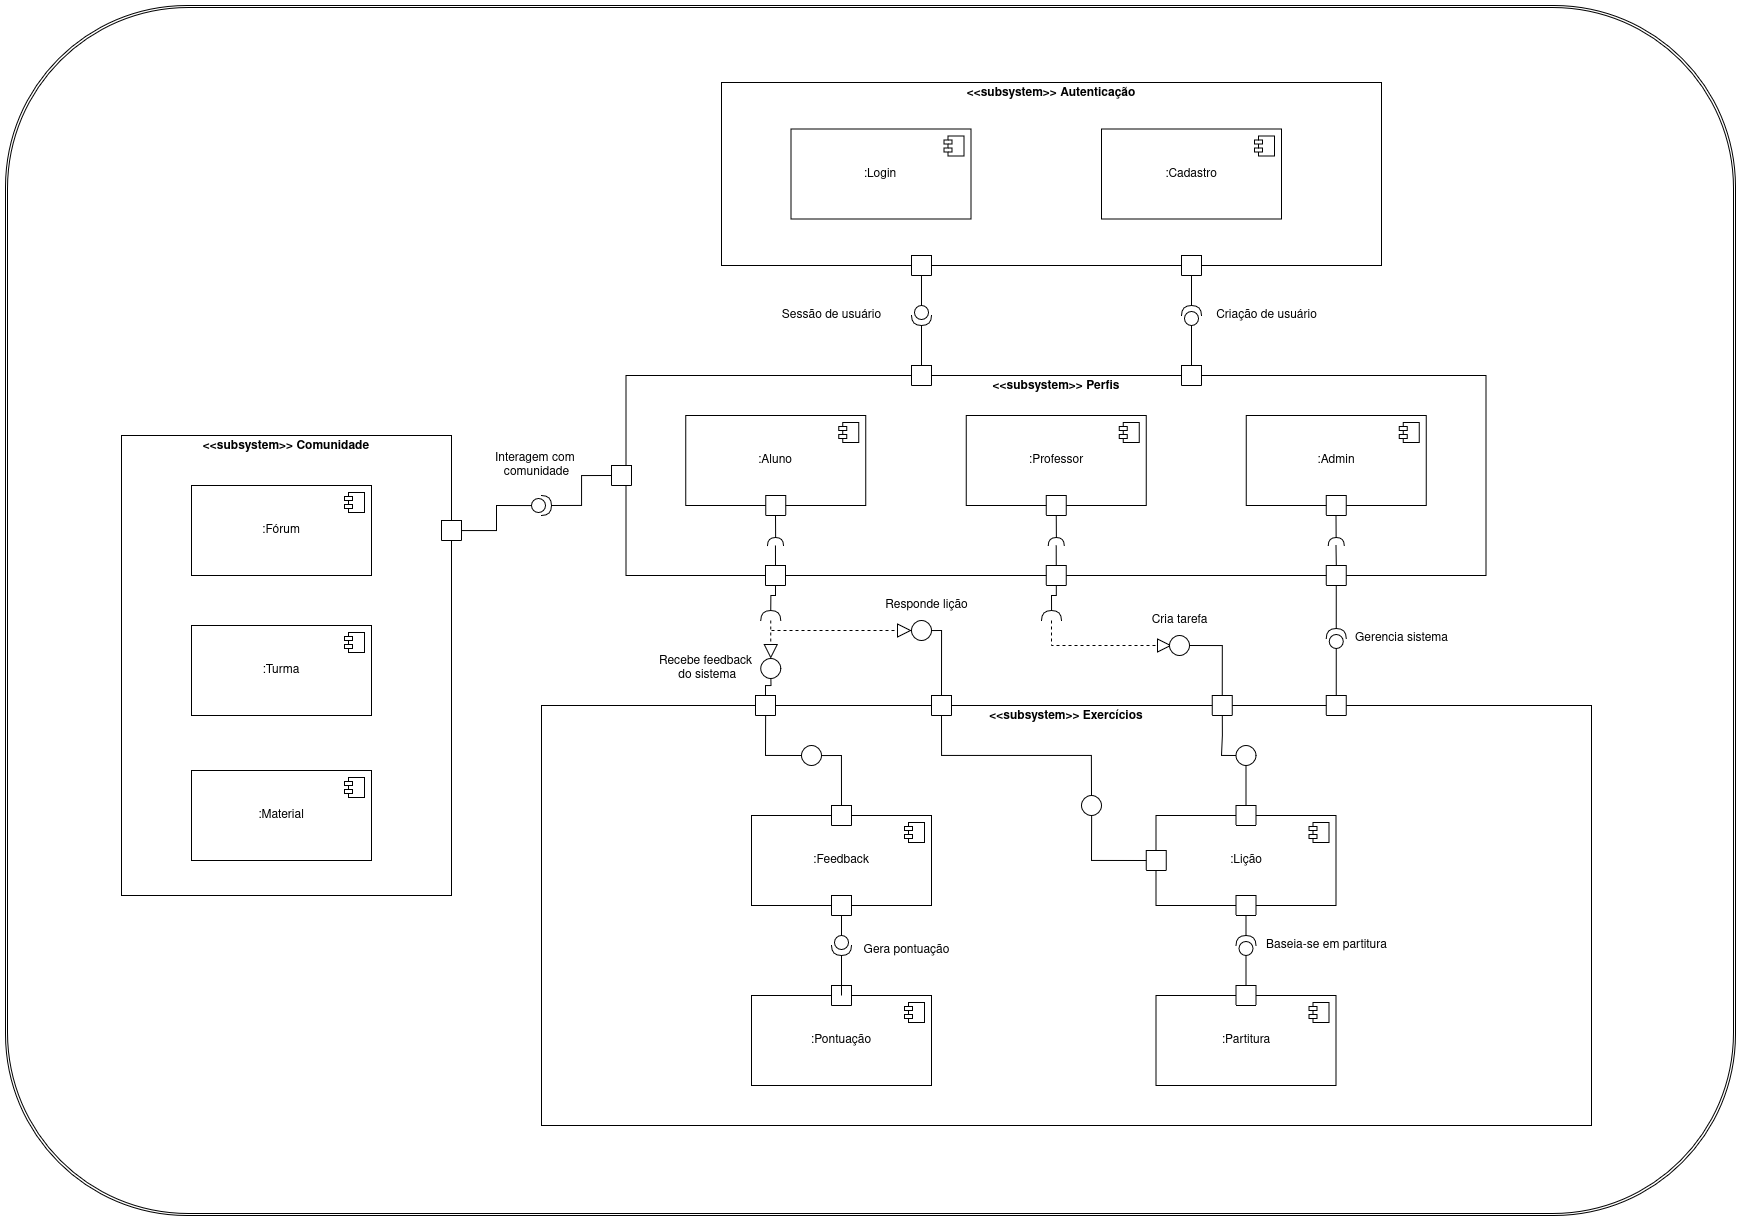 <<subsystem>> Autenticação
:Login
:Cadastro
Sessão de usuário
Criação de usuário
<<subsystem>> Perfis
:Aluno
:Professor
:Admin
<<subsystem>> Comunidade
Interagem com
comunidade
:Fórum
:Turma
:Material
Responde lição
Cria tarefa
Gerencia sistema
Recebe feedback
do sistema
<<subsystem>> Exercícios
:Feedback
:Lição
Gera pontuação
Baseia-se em partitura
:Pontuação
:Partitura